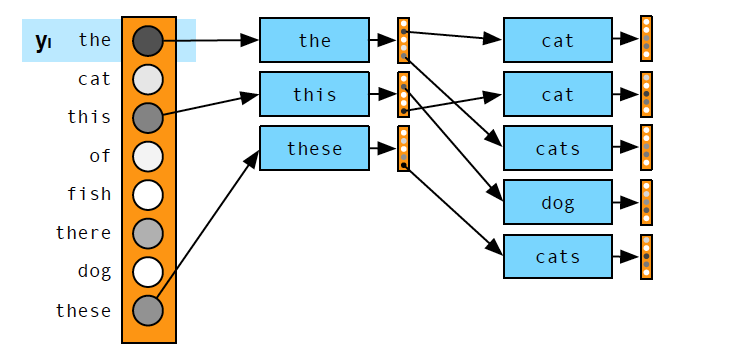 y₁ the
cat
this
of
fish
there
dog
these
the
this
these
cat
cat
cats
dog
cats